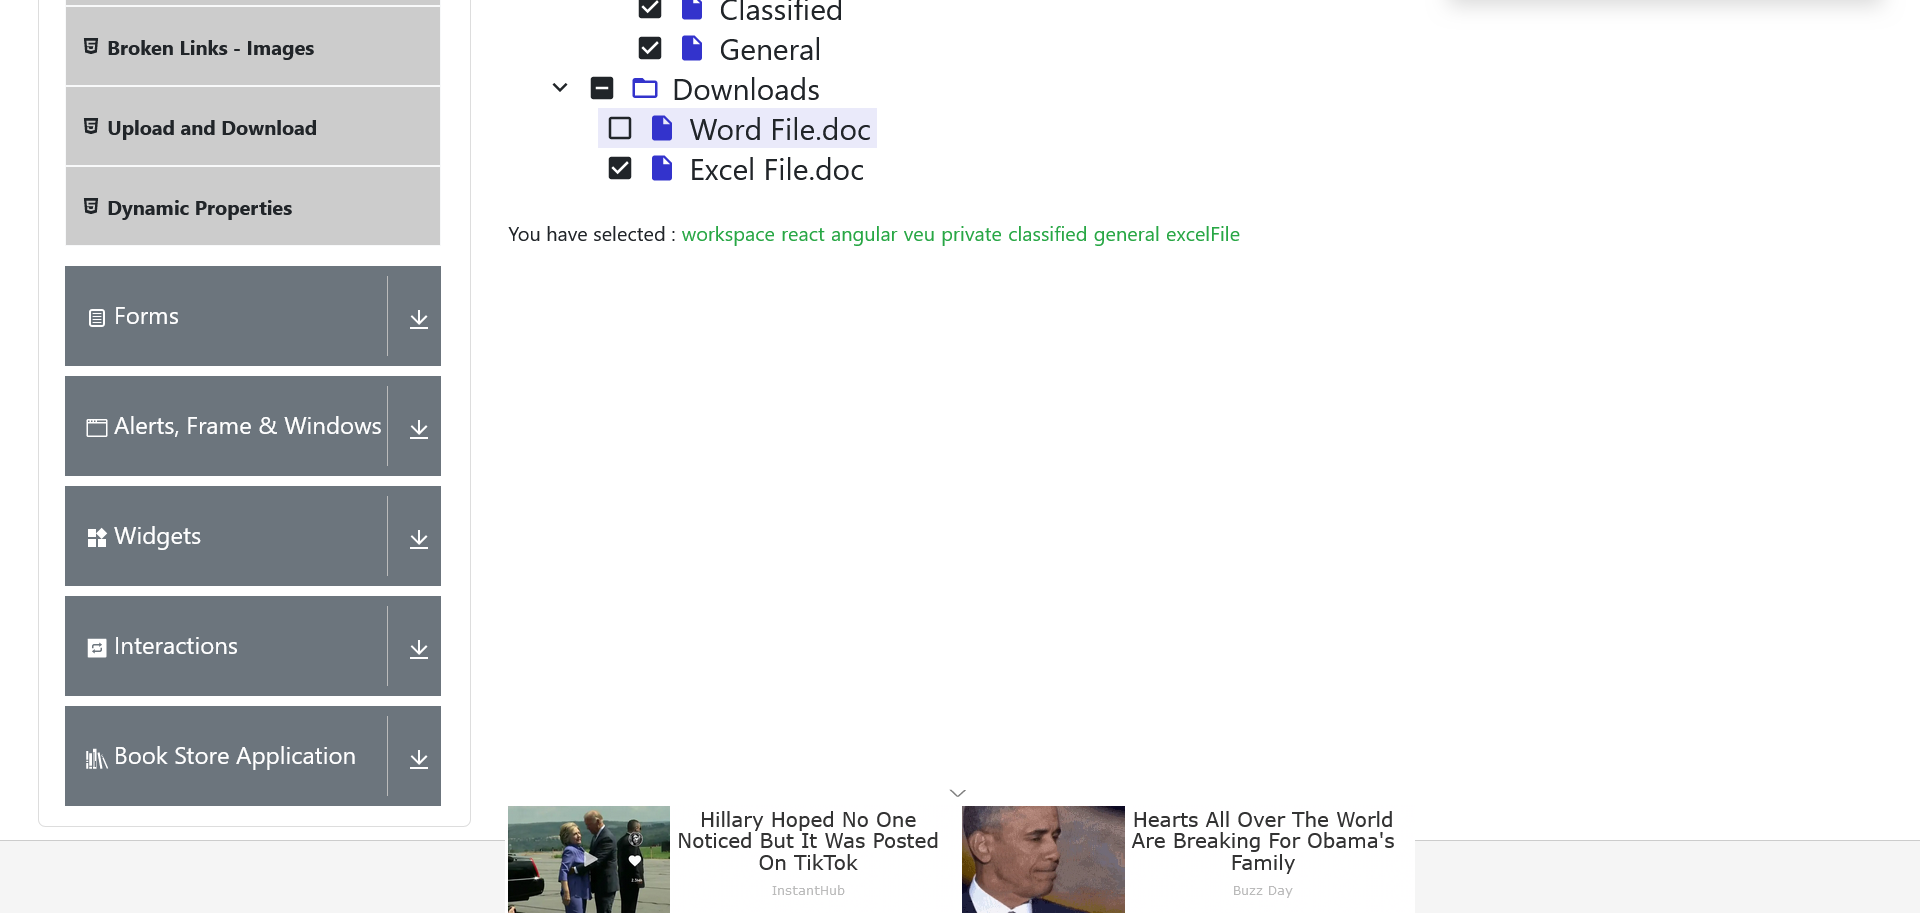 Classified
Broken Links - Images
General
Downloads
Upload and Download
Word File.doc
Excel File.doc
Dynamic Properties
You have selected : workspace react angular veu private classified general excelFile
Forms
Alerts, Frame & Windows
Widgets
Interactions
Book Store Application
Hillary Hoped No One
Noticed But It Was Posted
On TikTok
InstantHub
Hearts All Over The World
Are Breaking For Obama's
Family
Buzz Day